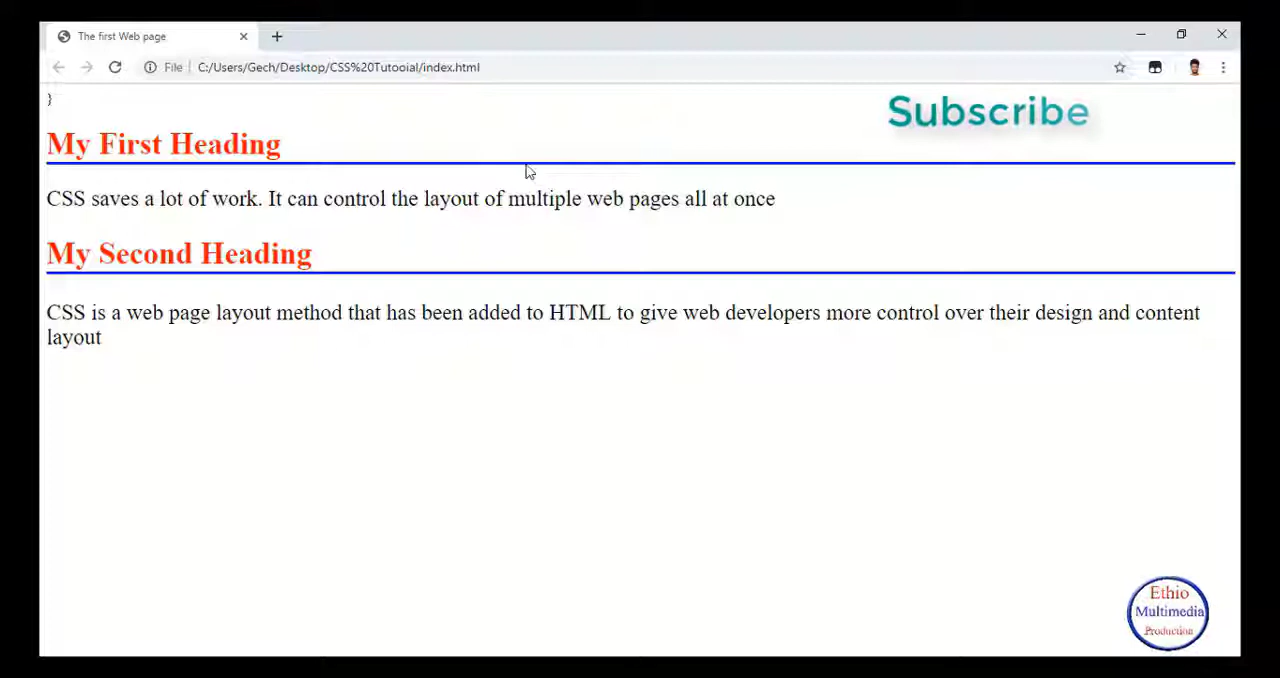 The first Web page
File C:/Users/Gech/Desktop/CSS%20Tutooial/index.html
}
Subscribe
My First Heading
CSS saves a lot of work. It can control the layout of multiple web pages all at once
My Second Heading
CSS is a web page layout method that has been added to HTML to give web developers more control over their design and content
layout
Ethio
Multimedia
Production